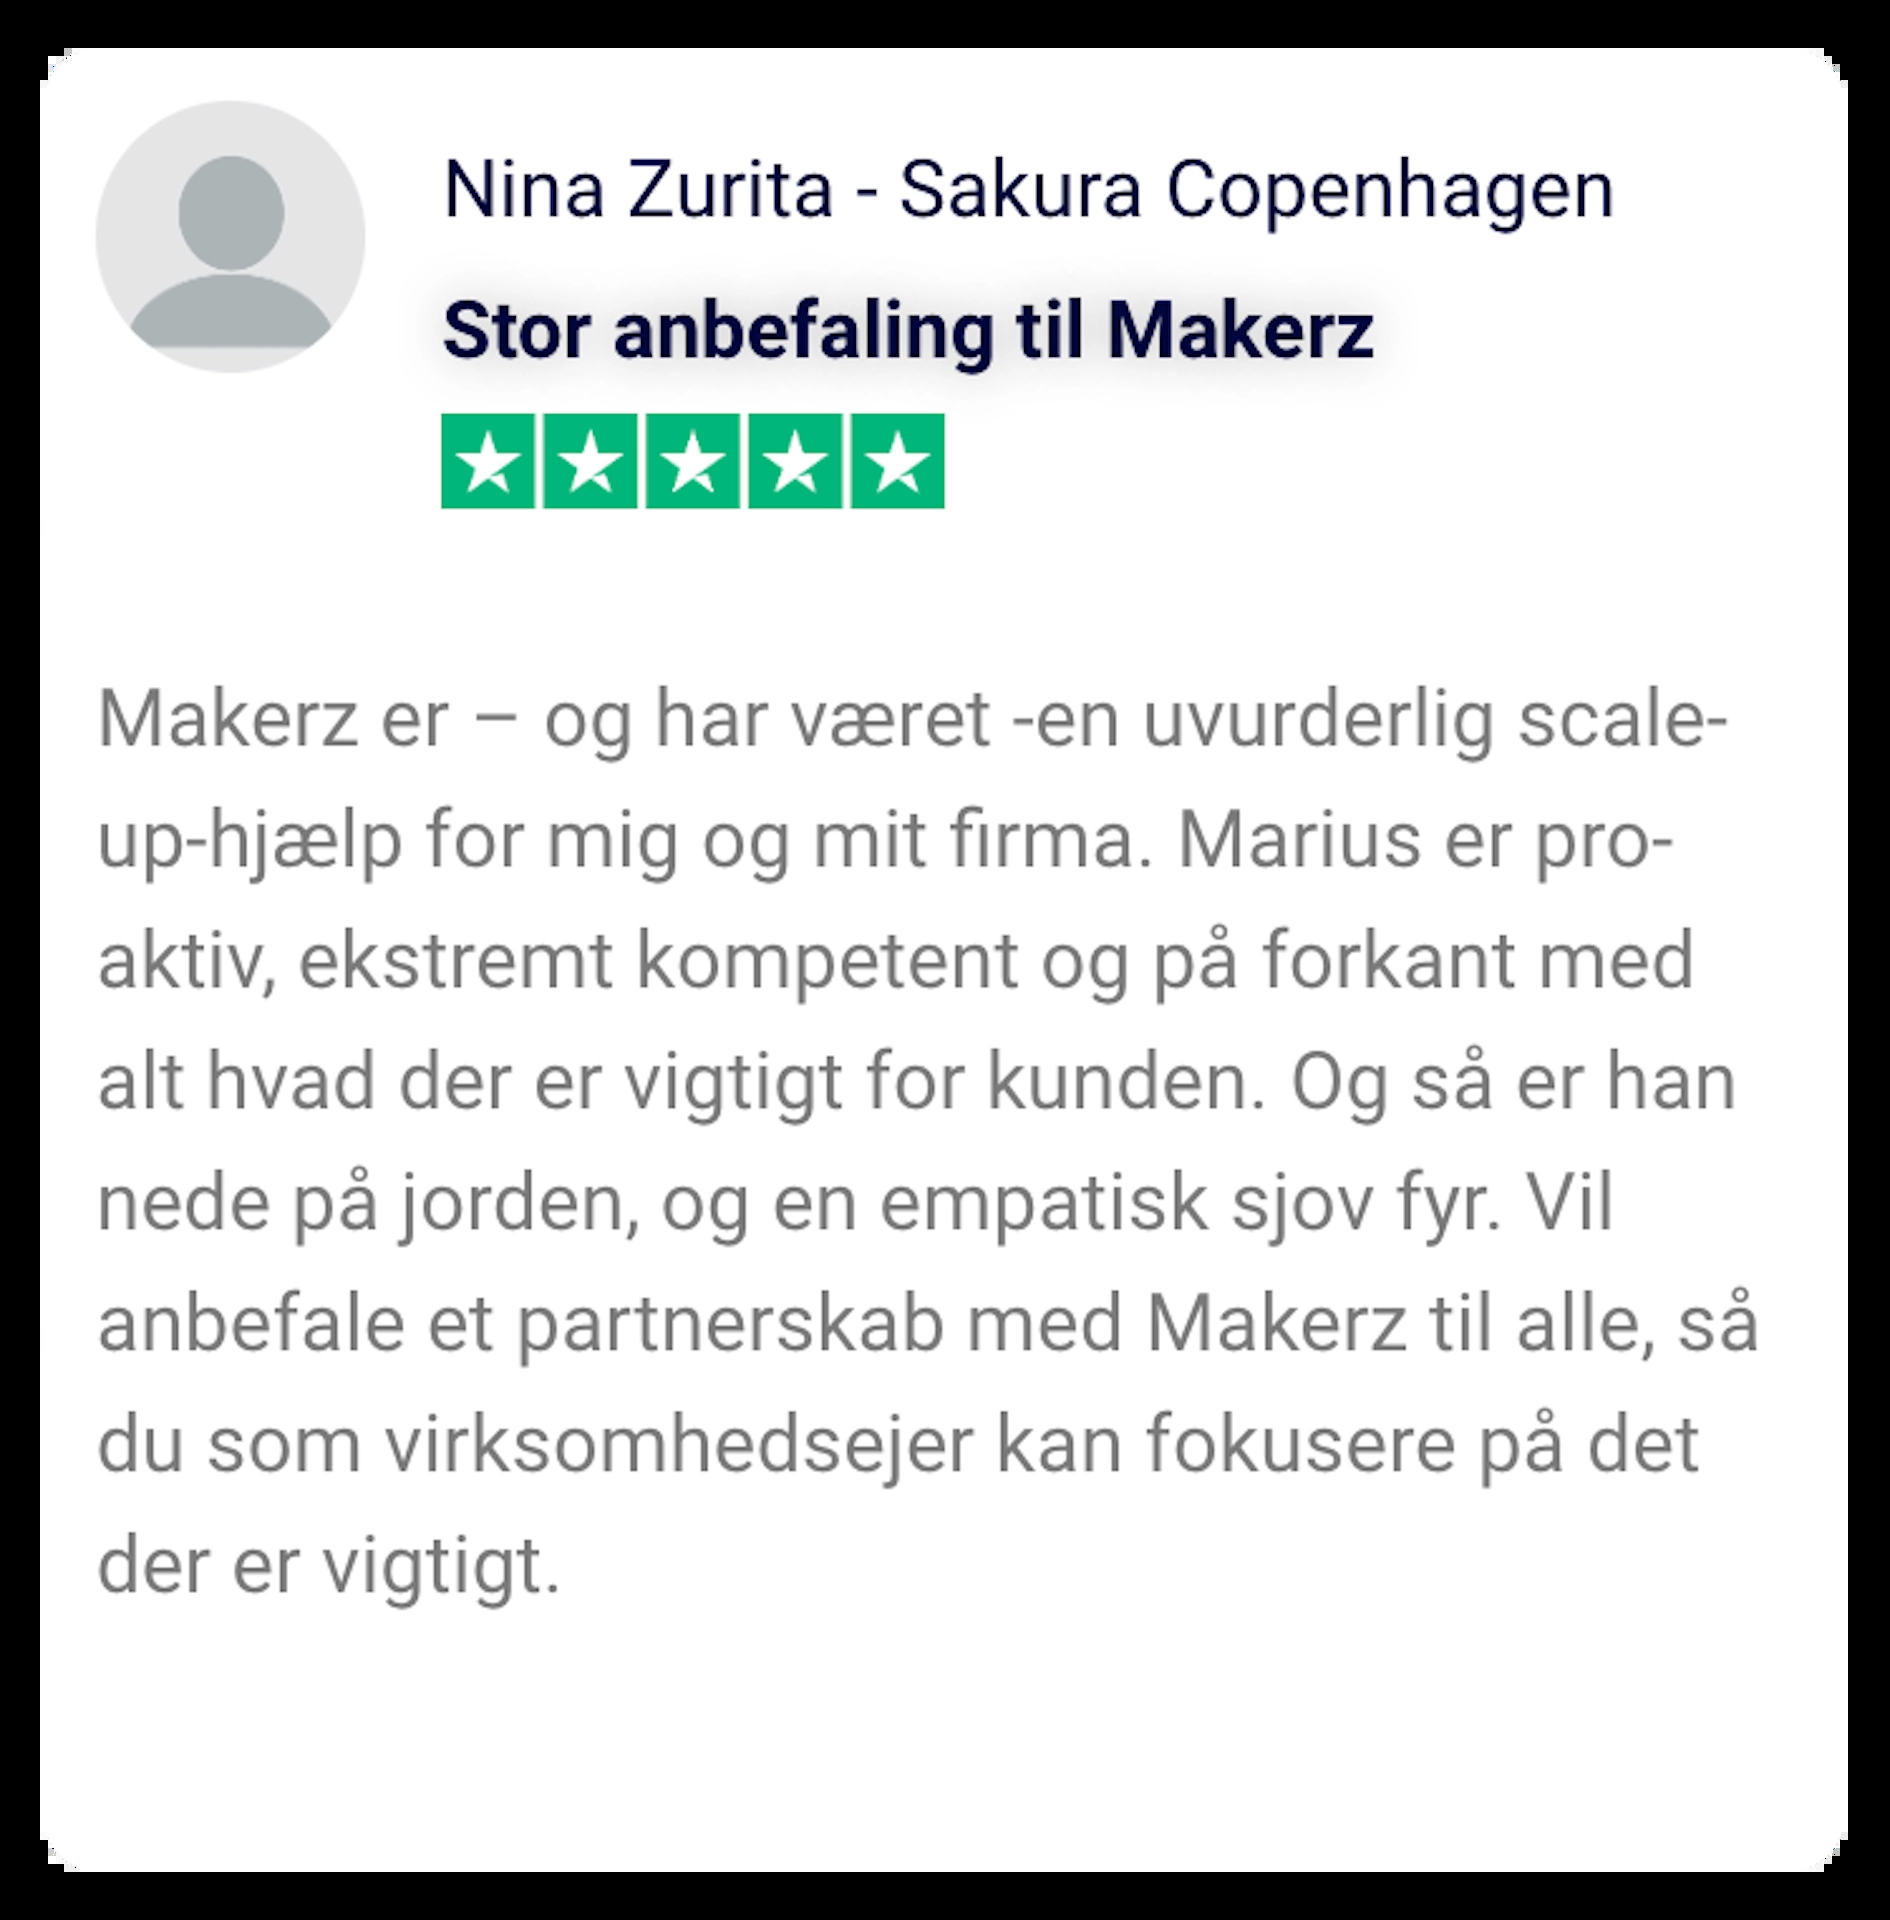 Nina Zurita - Sakura Copenhagen
Stor anbefaling til Makerz
Makerz er – og har været -en uvurderlig scale-
up-hjælp for mig og mit firma. Marius er pro-
aktiv, ekstremt kompetent og på forkant med
alt hvad der er vigtigt for kunden. Og så er han
nede på jorden, og en empatisk sjov fyr. Vil
anbefale et partnerskab med Makerz til alle, så
du som virksomhedsejer kan fokusere på det
der er vigtigt.